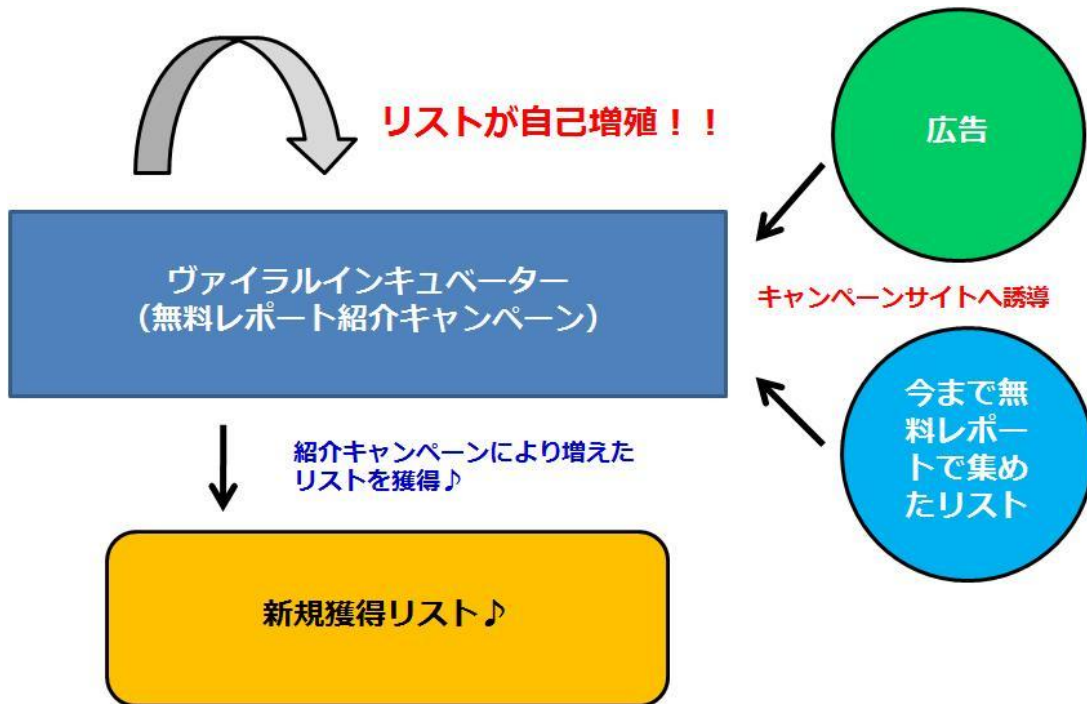 リストが自己増殖！！
広告
ヴァイラルインキュベーター
（無料レポート紹介キャンペーン）
キャンペーンサイトへ誘導
今まで無
料レポー
トで集め
たリスト
紹介キャンペーンにより増えた
リストを獲得♪
新規獲得リスト♪